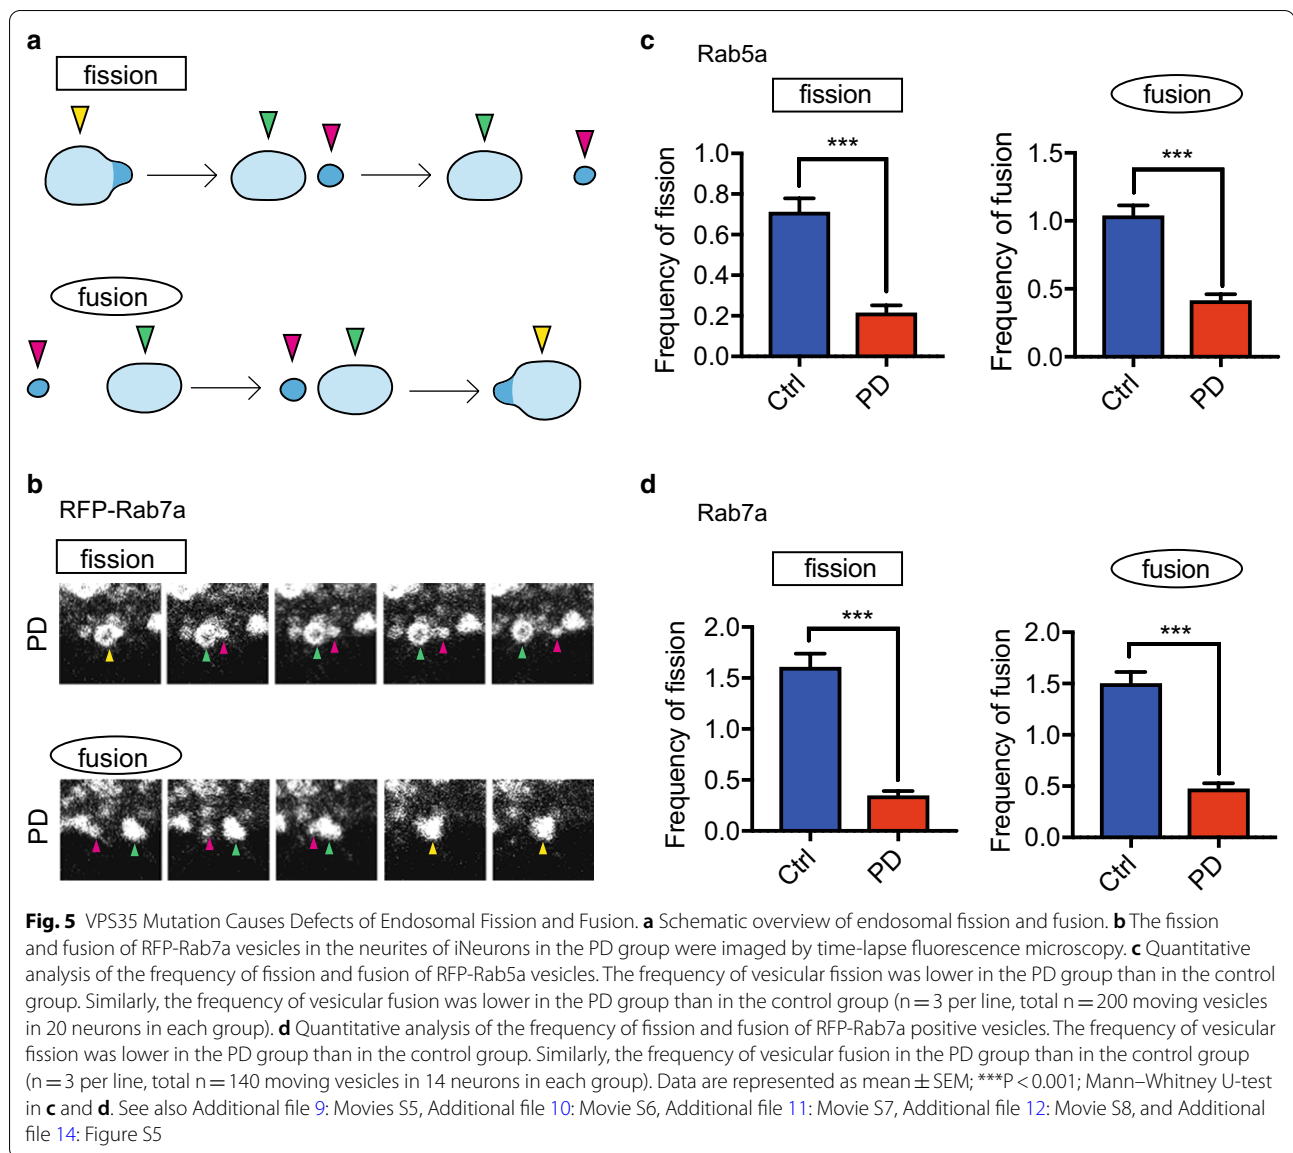 a
fission
fusion
b
RFP-Rab7a
fission
PD
fusion
PD
c
Rab5a
fission
***
Frequency of fission
1.0
0.8
0.6
0.4
0.2
0.0
Ctrl
PD
fusion
***
Frequency of fusion
1.5
1.0
0.5
0.0
Ctrl
PD
d
Rab7a
fission
***
Frequency of fission
2.0
1.5
1.0
0.5
0.0
Ctrl
PD
fusion
***
Frequency of fusion
2.0
1.5
1.0
0.5
0.0
Ctrl
PD
Fig. 5 VPS35 Mutation Causes Defects of Endosomal Fission and Fusion. a Schematic overview of endosomal fission and fusion. b The fission
and fusion of RFP-Rab7a vesicles in the neurites of iNeurons in the PD group were imaged by time-lapse fluorescence microscopy. c Quantitative
analysis of the frequency of fission and fusion of RFP-Rab5a vesicles. The frequency of vesicular fission was lower in the PD group than in the control
group. Similarly, the frequency of vesicular fusion was lower in the PD group than in the control group (n = 3 per line, total n = 200 moving vesicles
in 20 neurons in each group). d Quantitative analysis of the frequency of fission and fusion of RFP-Rab7a positive vesicles. The frequency of vesicular
fission was lower in the PD group than in the control group. Similarly, the frequency of vesicular fusion in the PD group than in the control group
(n = 3 per line, total n = 140 moving vesicles in 14 neurons in each group). Data are represented as mean ± SEM; ***P < 0.001; Mann–Whitney U-test
in c and d. See also Additional file 9: Movies S5, Additional file 10: Movie S6, Additional file 11: Movie S7, Additional file 12: Movie S8, and Additional
file 14: Figure S5